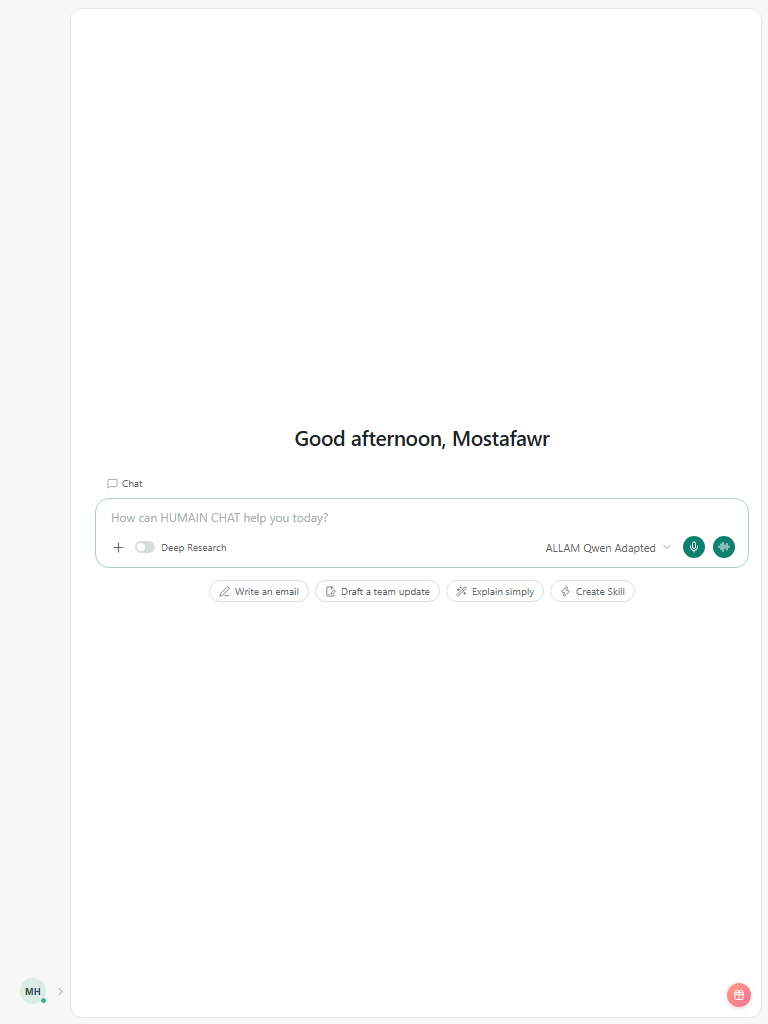 Good afternoon, Mostafawr
Chat
How can HUMAIN CHAT help you today?
Deep Research
ALLAM Qwen Adapted
Write an email
Draft a team update
Explain simply
Create Skill
MH